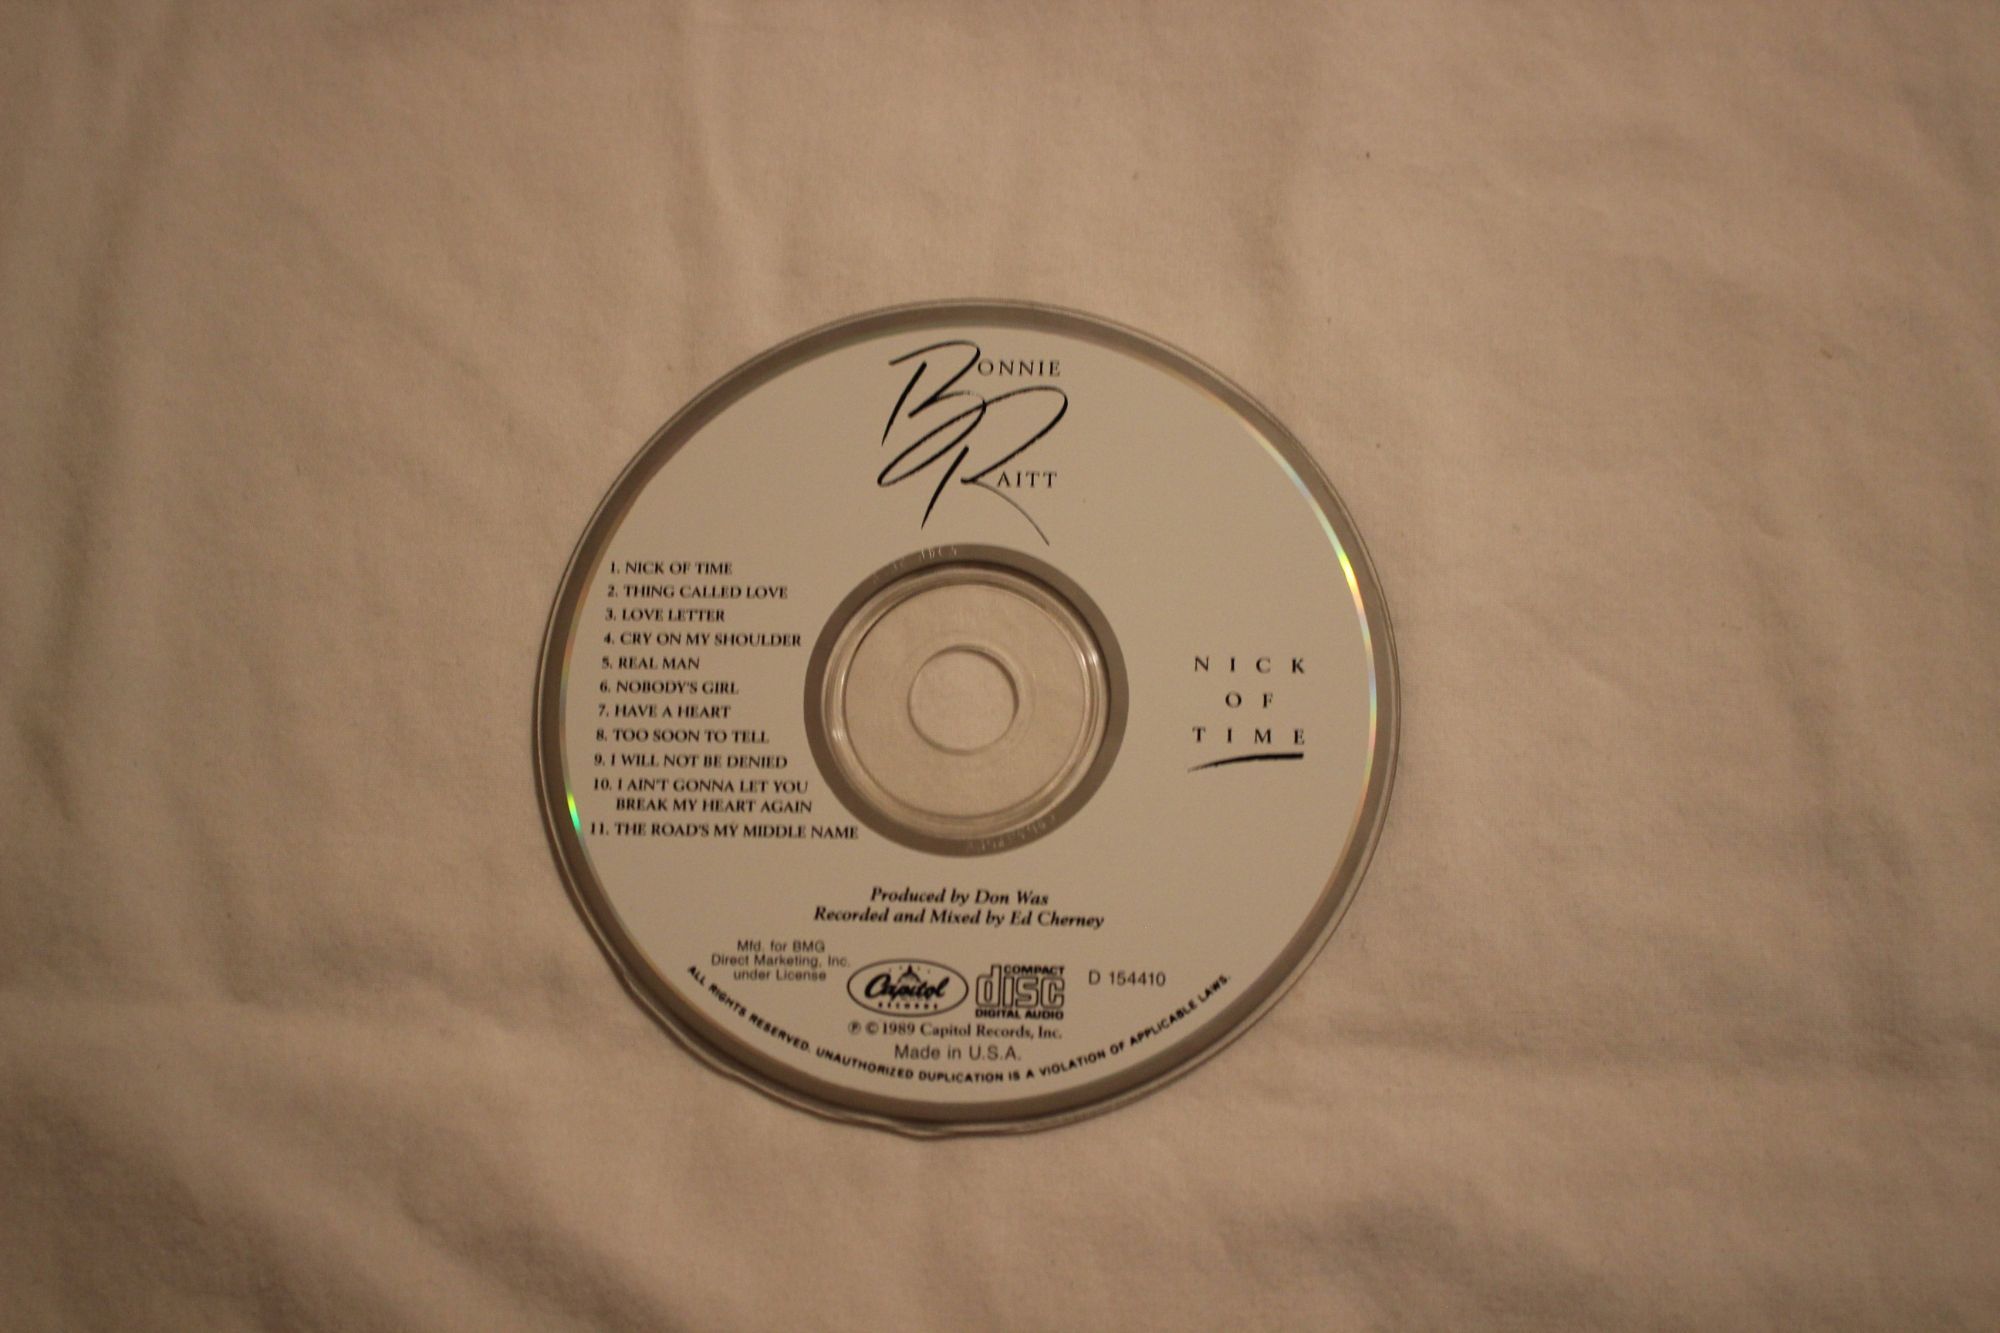 BONNIE
RAITT
1. NICK OF TIME
2. THING CALLED LOVE
3. LOVE LETTER
4. CRY ON MY SHOULDER
5. REAL MAN
6. NOBODY'S GIRL
7. HAVE A HEART
8. TOO SOON TO TELL
9. I WILL NOT BE DENIED
10. I AIN'T GONNA LET YOU
BREAK MY HEART AGAIN
11. THE ROAD'S MY MIDDLE NAME
NICK
OF
TIME
Produced by Don Was
Recorded and Mixed by Ed Cherney
Mfd. for BMG
Direct Marketing, Inc.
under License
Capitol
RECORDS
COMPACT
disc
DIGITAL AUDIO
D 154410
℗ © 1989 Capitol Records, Inc.
Made in U.S.A.
ALL RIGHTS RESERVED. UNAUTHORIZED DUPLICATION IS A VIOLATION OF APPLICABLE LAWS.